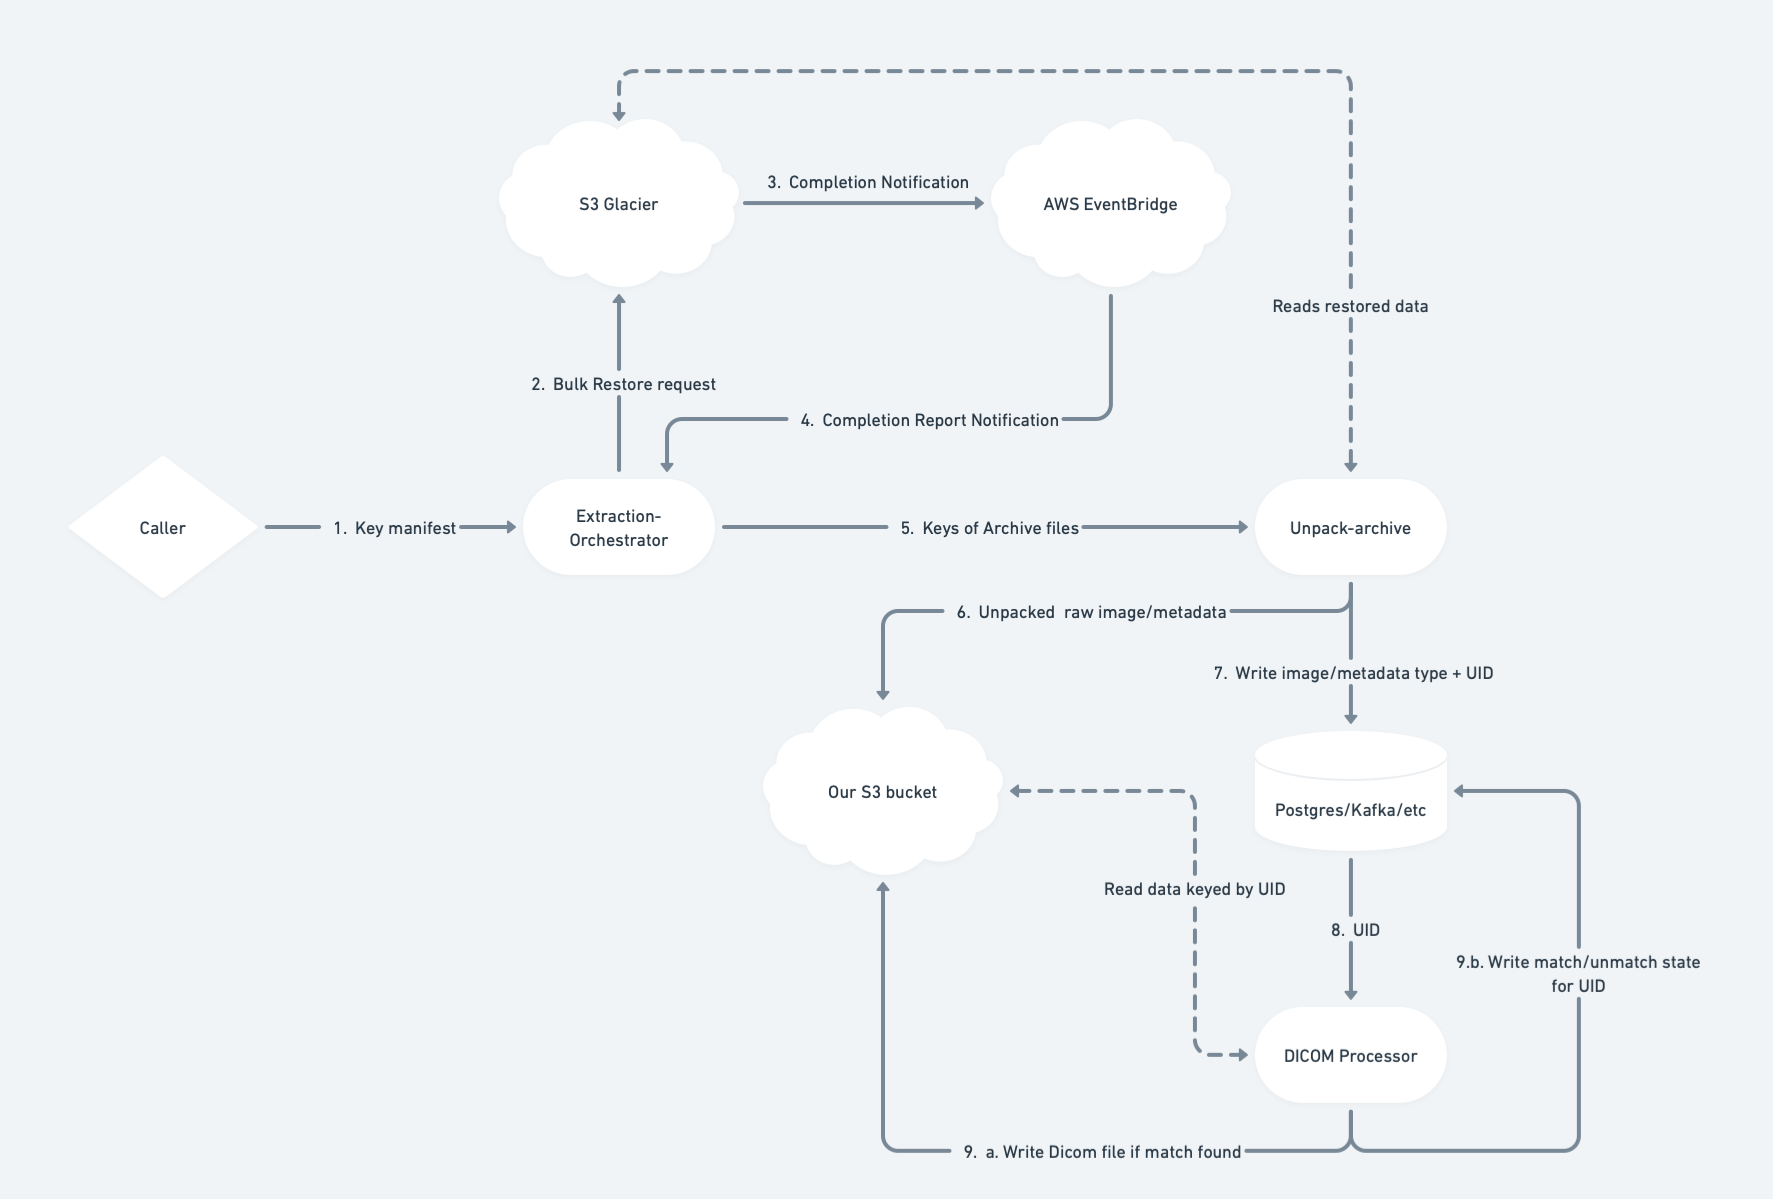 3. Completion Notification
S3 Glacier
AWS EventBridge
Reads restored data
2. Bulk Restore request
4. Completion Report Notification
Caller
1. Key manifest
Extraction-
Orchestrator
5. Keys of Archive files
Unpack-archive
6. Unpacked raw image/metadata
7. Write image/metadata type + UID
Our S3 bucket
Postgres/Kafka/etc
Read data keyed by UID
8. UID
9.b. Write match/unmatch state
for UID
DICOM Processor
9. a. Write Dicom file if match found